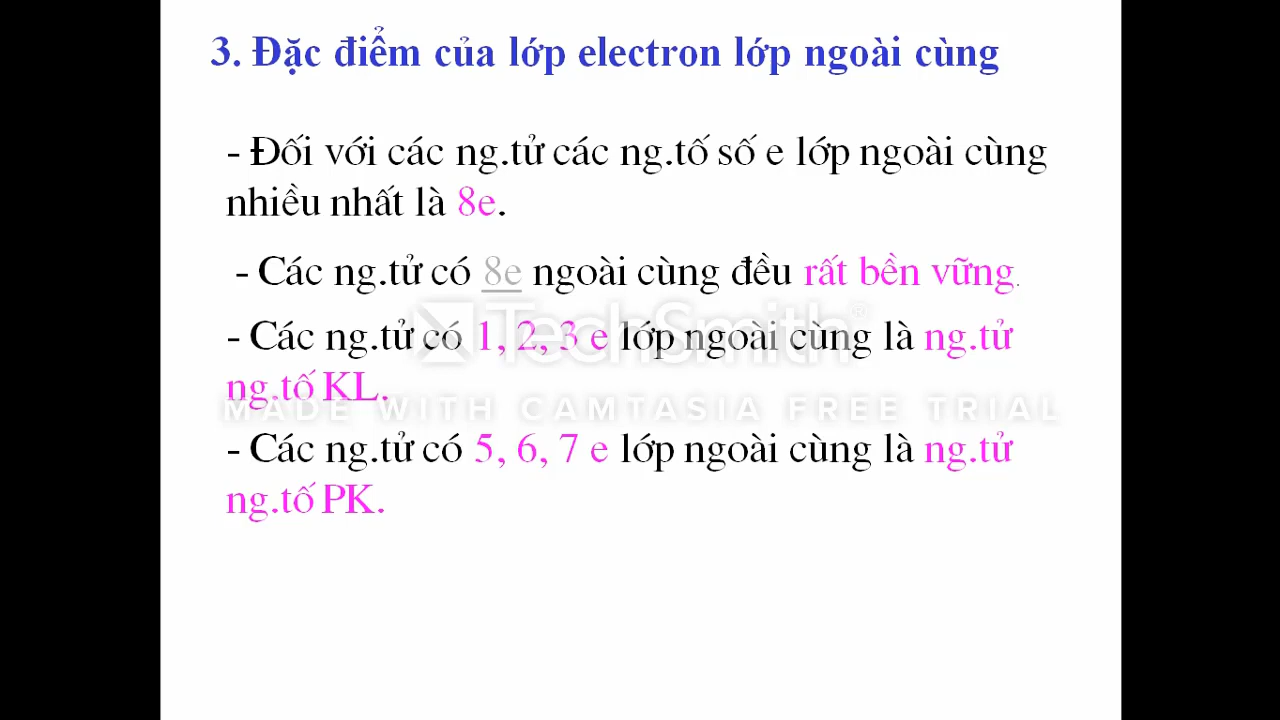 3. Đặc điểm của lớp electron lớp ngoài cùng
- Đối với các ng.tử các ng.tố số e lớp ngoài cùng
nhiều nhất là 8e.
- Các ng.tử có 8e ngoài cùng đều rất bền vững.
TechSmith®
- Các ng.tử có 1, 2, 3 e lớp ngoài cùng là ng.tử
ng.tố KL.
MADE WITH CAMTASIA FREE TRIAL
- Các ng.tử có 5, 6, 7 e lớp ngoài cùng là ng.tử
ng.tố PK.